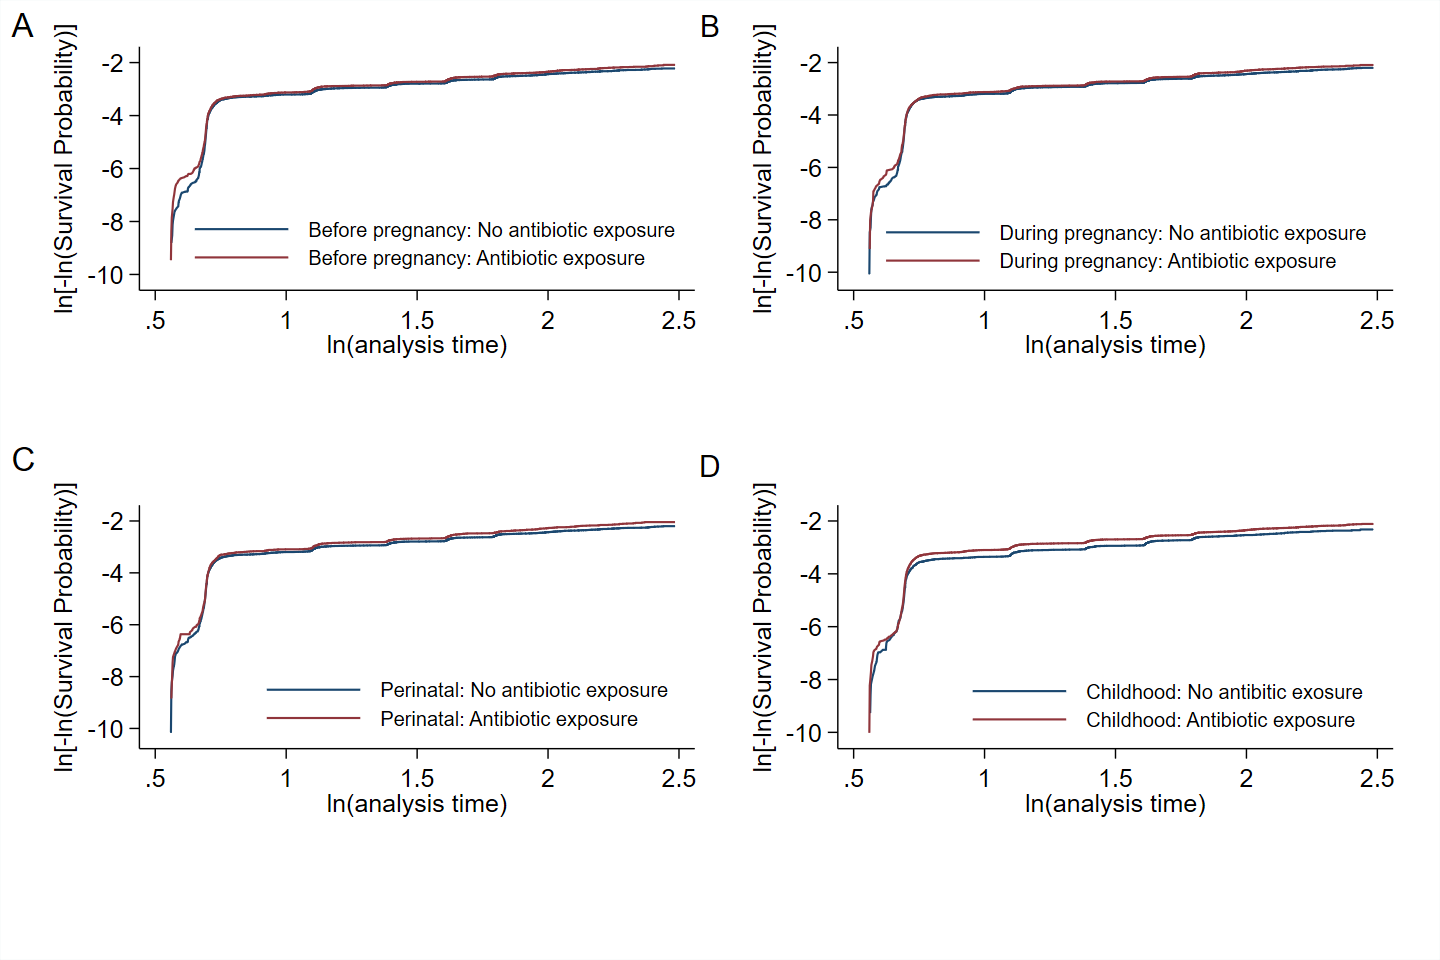 A
ln[-ln(Survival Probability)]
-2
-4
-6
-8
-10
Before pregnancy: No antibiotic exposure
Before pregnancy: Antibiotic exposure
.5 1 1.5 2 2.5
ln(analysis time)
B
ln[-ln(Survival Probability)]
-2
-4
-6
-8
-10
During pregnancy: No antibiotic exposure
During pregnancy: Antibiotic exposure
.5 1 1.5 2 2.5
ln(analysis time)
C
ln[-ln(Survival Probability)]
-2
-4
-6
-8
-10
Perinatal: No antibiotic exposure
Perinatal: Antibiotic exposure
.5 1 1.5 2 2.5
ln(analysis time)
D
ln[-ln(Survival Probability)]
-2
-4
-6
-8
-10
Childhood: No antibitic exosure
Childhood: Antibiotic exposure
.5 1 1.5 2 2.5
ln(analysis time)